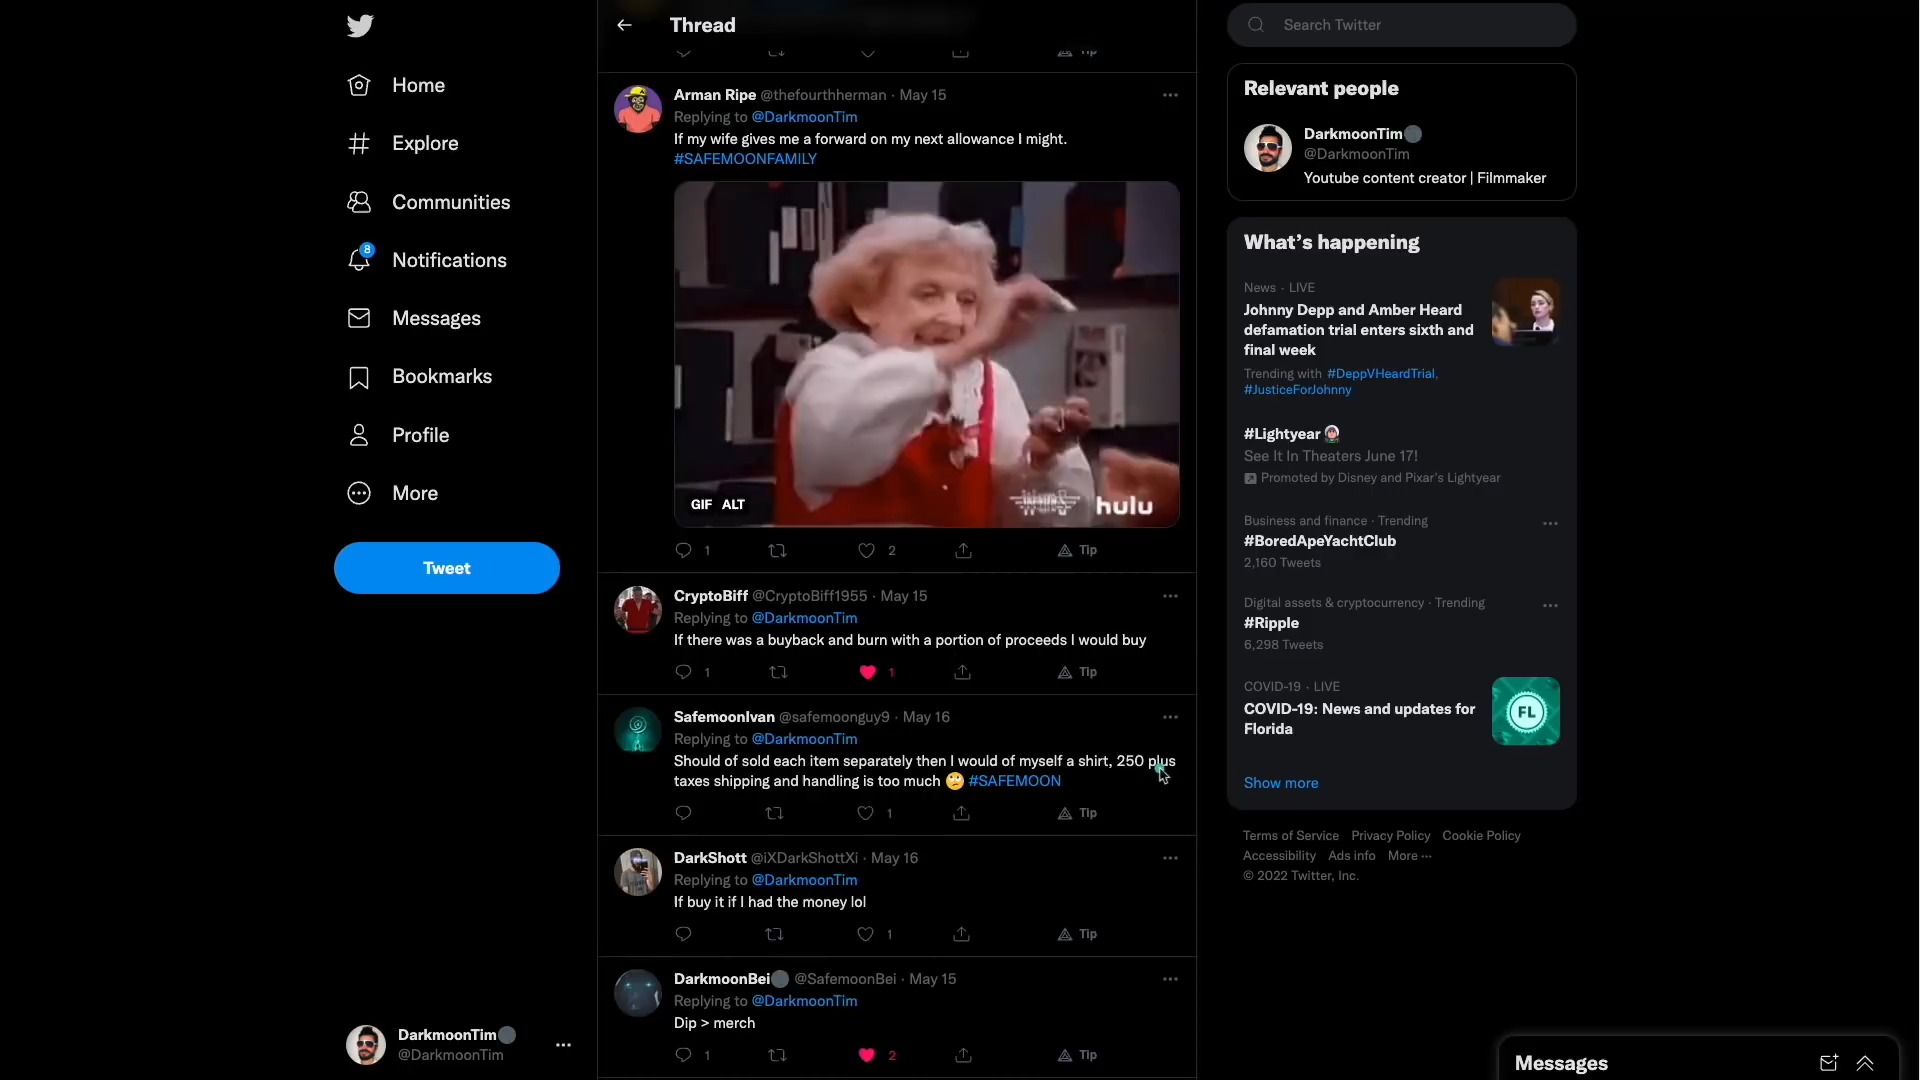 Home
Explore
Communities
8
Notifications
Messages
Bookmarks
Profile
More
Tweet
DarkmoonTim
@DarkmoonTim
Thread
Tip
Arman Ripe @thefourthherman · May 15
Replying to @DarkmoonTim
If my wife gives me a forward on my next allowance I might.
#SAFEMOONFAMILY
GIF ALT
hulu
1
2
Tip
CryptoBiff @CryptoBiff1955 · May 15
Replying to @DarkmoonTim
If there was a buyback and burn with a portion of proceeds I would buy
1
1
Tip
SafemoonIvan @safemoonguy9 · May 16
Replying to @DarkmoonTim
Should of sold each item separately then I would of myself a shirt, 250 plus
taxes shipping and handling is too much 🙄 #SAFEMOON
1
Tip
DarkShott @iXDarkShottXi · May 16
Replying to @DarkmoonTim
If buy it if I had the money lol
1
Tip
DarkmoonBei @SafemoonBei · May 15
Replying to @DarkmoonTim
Dip > merch
1
2
Tip
Search Twitter
Relevant people
DarkmoonTim
@DarkmoonTim
Youtube content creator | Filmmaker
What's happening
News · LIVE
Johnny Depp and Amber Heard
defamation trial enters sixth and
final week
Trending with #DeppVHeardTrial,
#JusticeForJohnny
#Lightyear
See It In Theaters June 17!
Promoted by Disney and Pixar's Lightyear
Business and finance · Trending
#BoredApeYachtClub
2,160 Tweets
Digital assets & cryptocurrency · Trending
#Ripple
6,298 Tweets
COVID-19 · LIVE
COVID-19: News and updates for
Florida
FL
Show more
Terms of Service Privacy Policy Cookie Policy
Accessibility Ads info More ···
© 2022 Twitter, Inc.
Messages